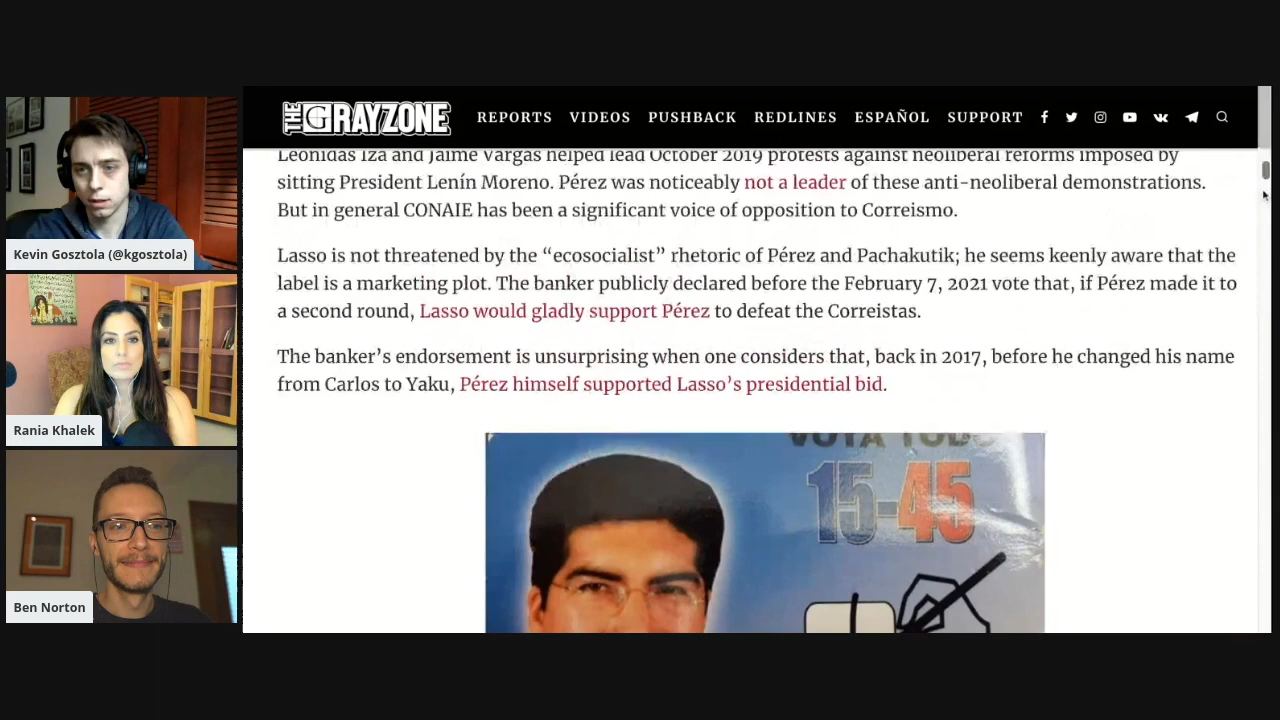 THE GRAYZONE
REPORTS VIDEOS PUSHBACK REDLINES ESPAÑOL SUPPORT
Leonidas Iza and Jaime Vargas helped lead October 2019 protests against neoliberal reforms imposed by
sitting President Lenín Moreno. Pérez was noticeably not a leader of these anti-neoliberal demonstrations.
But in general CONAIE has been a significant voice of opposition to Correismo.
Lasso is not threatened by the “ecosocialist” rhetoric of Pérez and Pachakutik; he seems keenly aware that the
label is a marketing plot. The banker publicly declared before the February 7, 2021 vote that, if Pérez made it to
a second round, Lasso would gladly support Pérez to defeat the Correistas.
The banker’s endorsement is unsurprising when one considers that, back in 2017, before he changed his name
from Carlos to Yaku, Pérez himself supported Lasso’s presidential bid.
VOTA TODO
15-45
Kevin Gosztola (@kgosztola)
Rania Khalek
Ben Norton